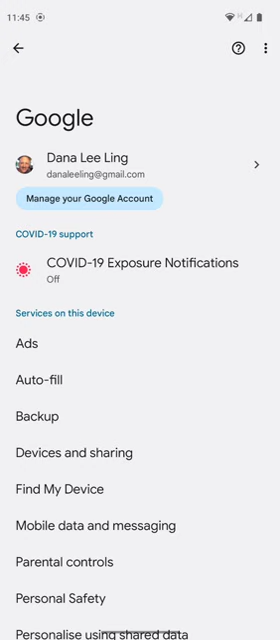 11:45
Google
Dana Lee Ling
danaleeling@gmail.com
Manage your Google Account
COVID-19 support
COVID-19 Exposure Notifications
Off
Services on this device
Ads
Auto-fill
Backup
Devices and sharing
Find My Device
Mobile data and messaging
Parental controls
Personal Safety
Personalise using shared data